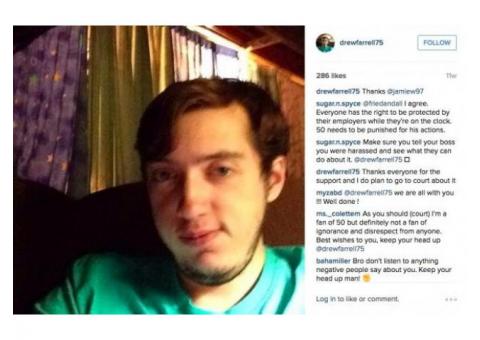 drewfarrell75
FOLLOW
286 likes
11w
drewfarrell75 Thanks @jamiew97
sugar.n.spyce @friedandall I agree.
Everyone has the right to be protected by
their employers while they're on the clock.
50 needs to be punished for his actions.
sugar.n.spyce Make sure you tell your boss
you were harassed and see what they can
do about it. @drewfarrell75 □
drewfarrell75 Thanks everyone for the
support and I do plan to go to court about it
myzabd @drewfarrell75 we are all with you
!!! Well done !
ms._colettem As you should (court) I'm a
fan of 50 but definitely not a fan of
ignorance and disrespect from anyone.
Best wishes to you, keep your head up
@drewfarrell75
bahamiller Bro don't listen to anything
negative people say about you. Keep your
head up man! ✊
Log in to like or comment.